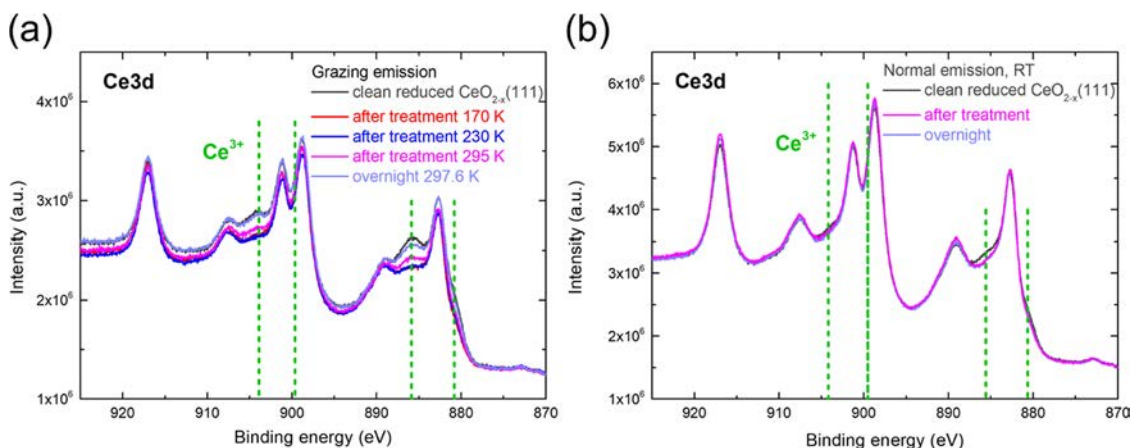 (a)
Ce3d
Grazing emission
clean reduced CeO2-x(111)
after treatment 170 K
after treatment 230 K
after treatment 295 K
overnight 297.6 K
Ce3+
4x10^6
3x10^6
2x10^6
1x10^6
Intensity (a.u.)
920 910 900 890 880 870
Binding energy (eV)
(b)
Ce3d
Normal emission, RT
clean reduced CeO2-x(111)
after treatment
overnight
Ce3+
6x10^6
5x10^6
4x10^6
3x10^6
2x10^6
1x10^6
Intensity (a.u.)
920 910 900 890 880 870
Binding energy (eV)